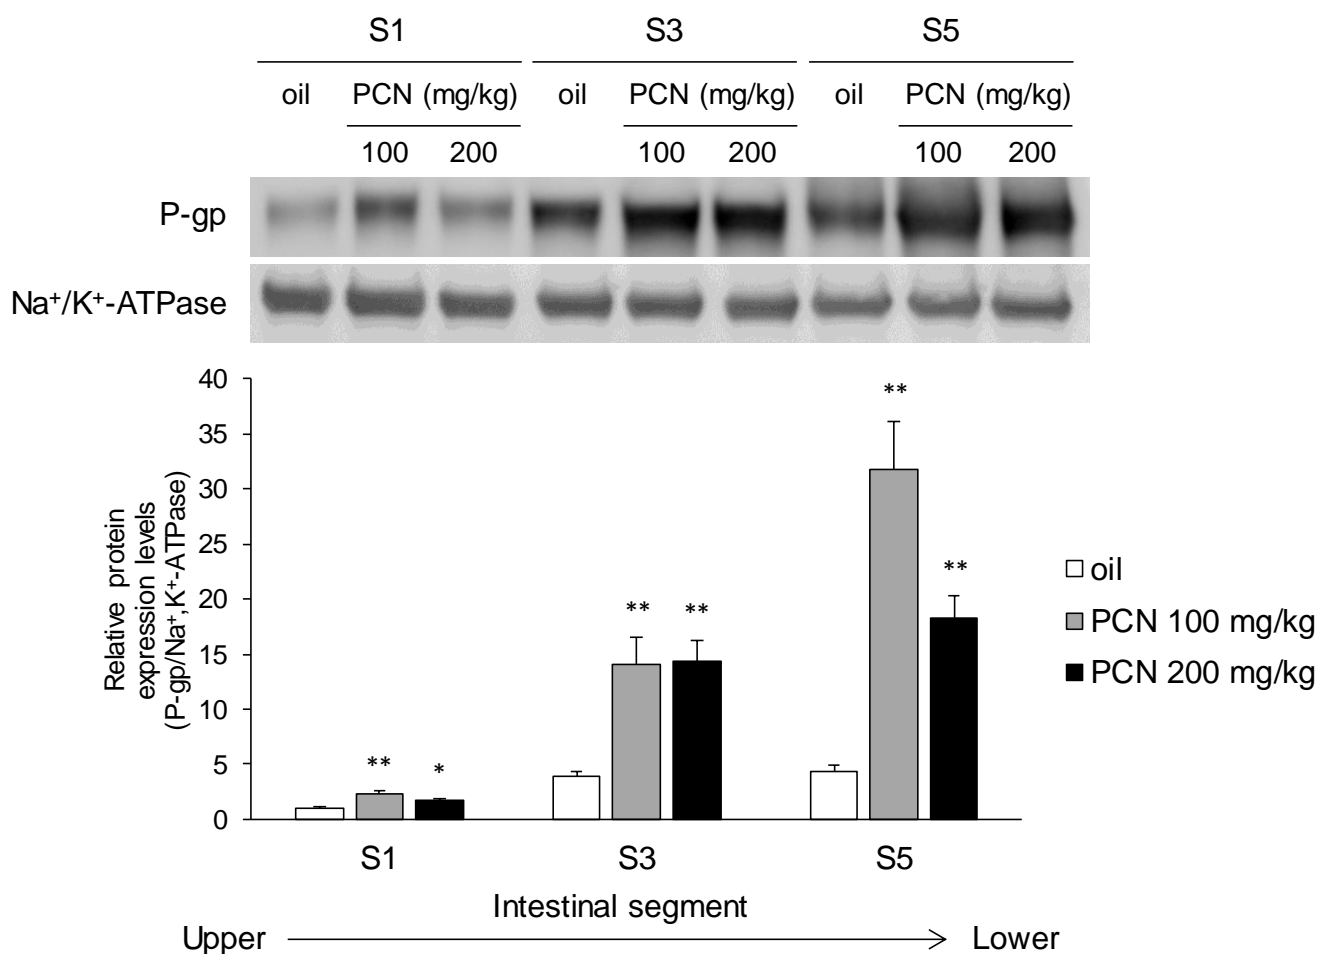 S1 S3 S5
oil PCN (mg/kg) oil PCN (mg/kg) oil PCN (mg/kg)
100 200 100 200 100 200
P-gp
Na⁺/K⁺-ATPase
40
35
30
25
20
15
10
5
0
Relative protein
expression levels
(P-gp/Na⁺,K⁺-ATPase)
** *
** **
**
**
oil
PCN 100 mg/kg
PCN 200 mg/kg
S1 S3 S5
Intestinal segment
Upper Lower